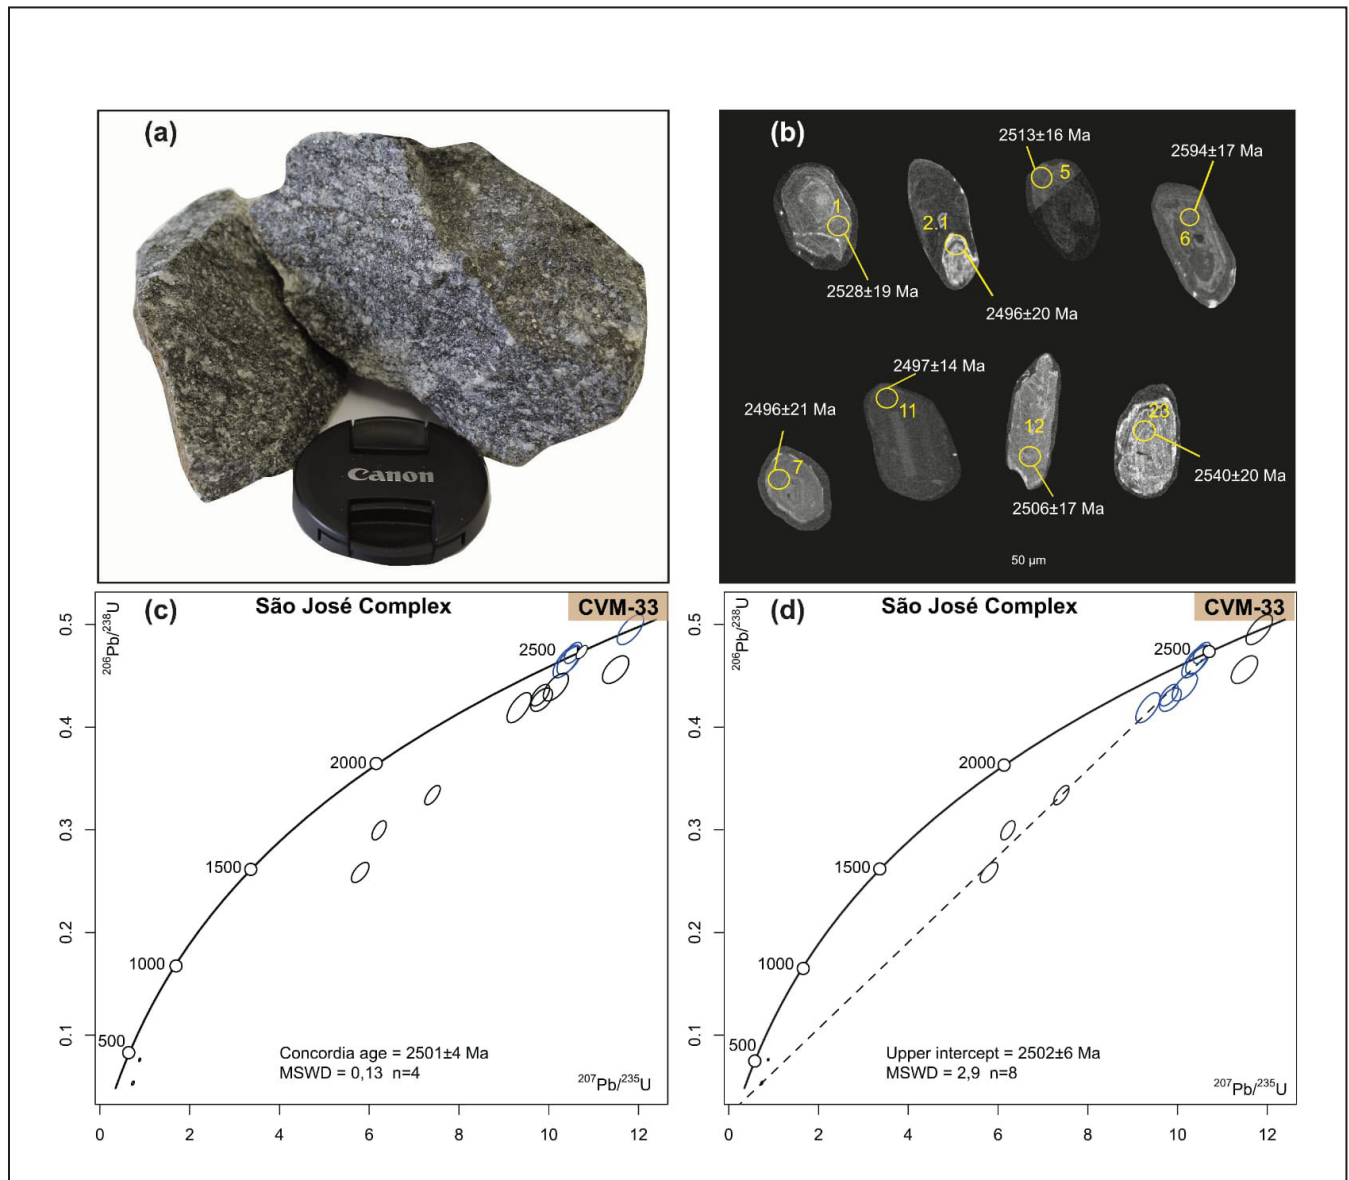 (a)
Canon
(b)
2513±16 Ma
2594±17 Ma
5
1
2.1
6
2528±19 Ma
2496±20 Ma
2497±14 Ma
2496±21 Ma
11
12
23
7
2540±20 Ma
2506±17 Ma
50 µm
(c)
São José Complex
CVM-33
206Pb/238U
0.5
0.4
0.3
0.2
0.1
2500
2000
1500
1000
500
Concordia age = 2501±4 Ma
MSWD = 0,13 n=4
207Pb/235U
0 2 4 6 8 10 12
(d)
São José Complex
CVM-33
206Pb/238U
0.5
0.4
0.3
0.2
0.1
2500
2000
1500
1000
500
Upper intercept = 2502±6 Ma
MSWD = 2,9 n=8
207Pb/235U
0 2 4 6 8 10 12